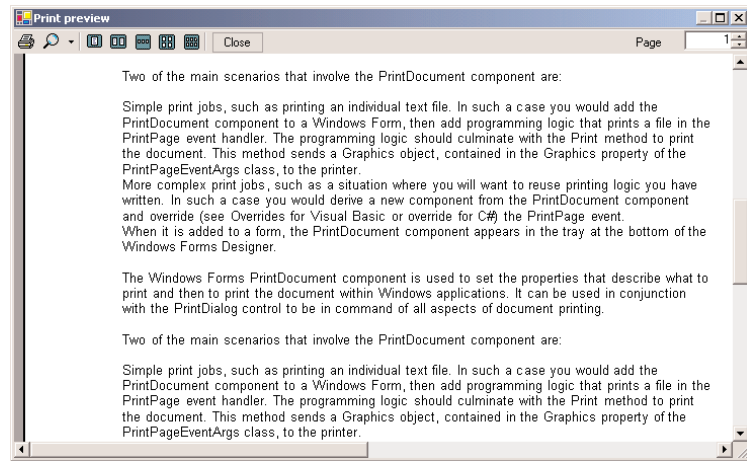 Print preview
Close
Page
1
Two of the main scenarios that involve the PrintDocument component are:
Simple print jobs, such as printing an individual text file. In such a case you would add the
PrintDocument component to a Windows Form, then add programming logic that prints a file in the
PrintPage event handler. The programming logic should culminate with the Print method to print
the document. This method sends a Graphics object, contained in the Graphics property of the
PrintPageEventArgs class, to the printer.
More complex print jobs, such as a situation where you will want to reuse printing logic you have
written. In such a case you would derive a new component from the PrintDocument component
and override (see Overrides for Visual Basic or override for C#) the PrintPage event.
When it is added to a form, the PrintDocument component appears in the tray at the bottom of the
Windows Forms Designer.
The Windows Forms PrintDocument component is used to set the properties that describe what to
print and then to print the document within Windows applications. It can be used in conjunction
with the PrintDialog control to be in command of all aspects of document printing.
Two of the main scenarios that involve the PrintDocument component are:
Simple print jobs, such as printing an individual text file. In such a case you would add the
PrintDocument component to a Windows Form, then add programming logic that prints a file in the
PrintPage event handler. The programming logic should culminate with the Print method to print
the document. This method sends a Graphics object, contained in the Graphics property of the
PrintPageEventArgs class, to the printer.